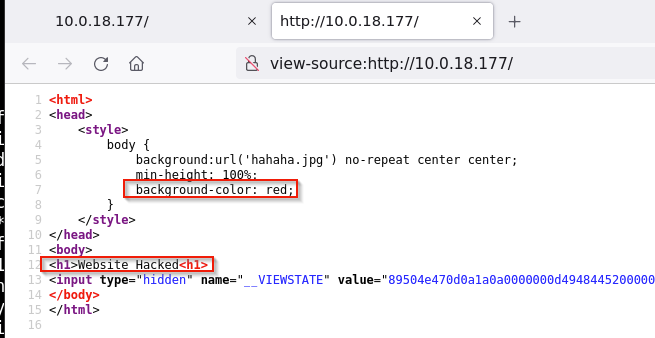 10.0.18.177/ × http://10.0.18.177/ × +
view-source:http://10.0.18.177/
1 <html>
2 <head>
3 <style>
4 body {
5 background:url('hahaha.jpg') no-repeat center center;
6 min-height: 100%;
7 background-color: red;
8 }
9 </style>
10 </head>
11 <body>
12 <h1>Website Hacked<h1>
13 <input type="hidden" name="__VIEWSTATE" value="89504e470d0a1a0a0000000d4948445200000
14 </body>
15 </html>
16